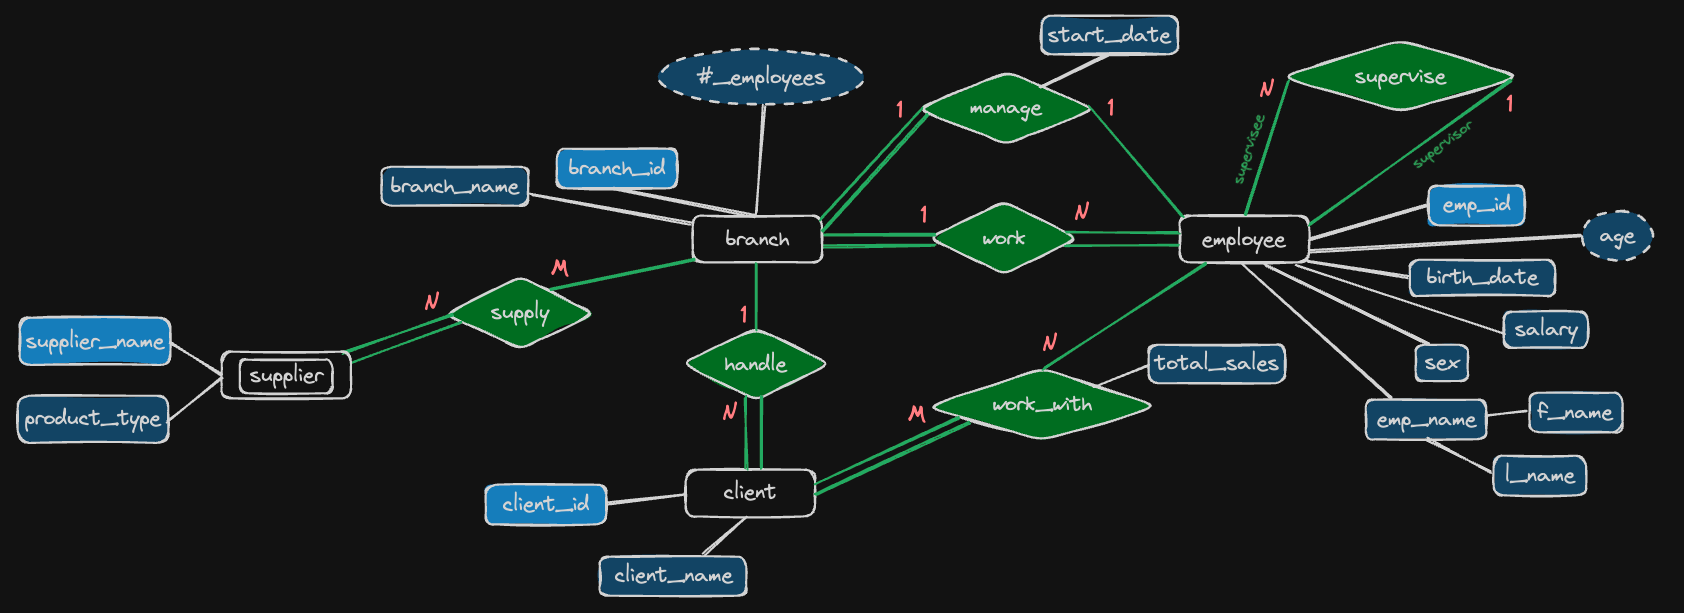 start_date
#_employees
supervise
N
1
manage
1
1
supervisee
supervisor
branch_id
branch_name
emp_id
1
N
branch
work
employee
age
M
birth_date
N
supply
1
salary
supplier_name
N
handle
total_sales
sex
supplier
N
M
work_with
product_type
emp_name
f_name
l_name
client_id
client
client_name